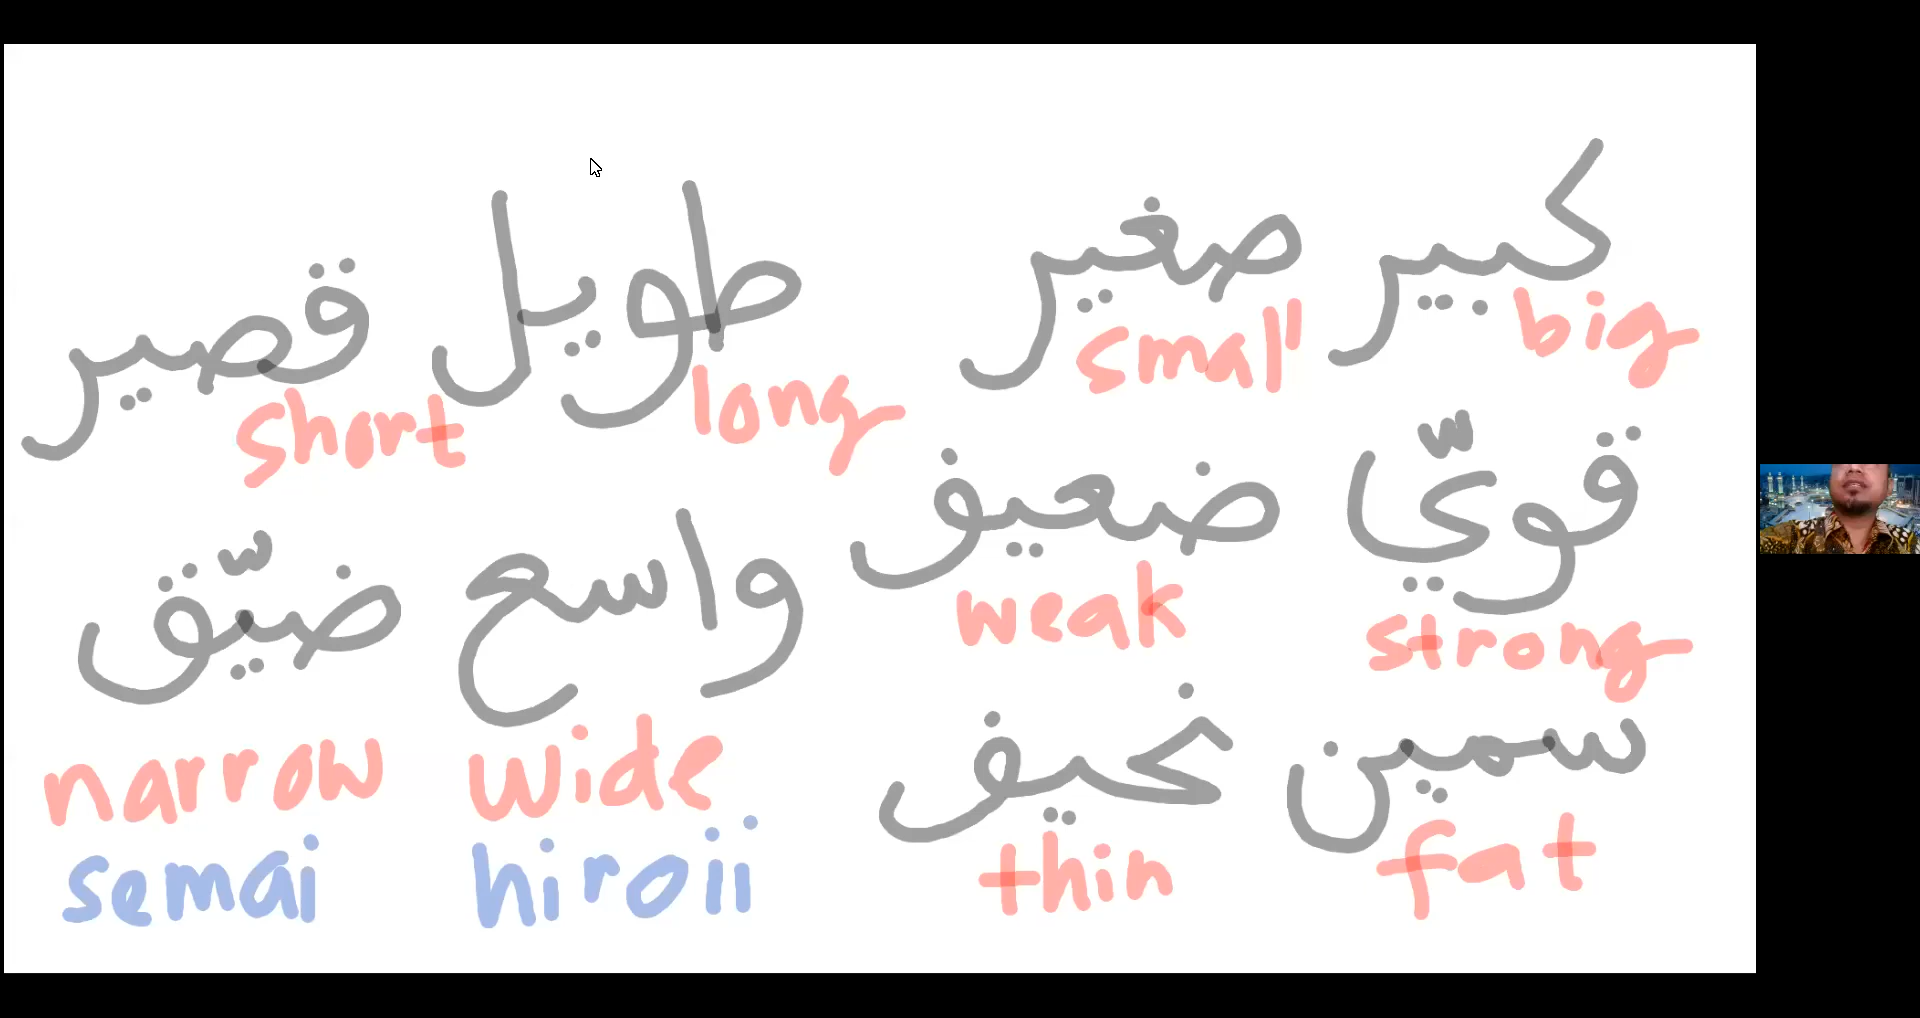 كبير صغير طويل قصير
big small long short
قويّ ضعيف واسع ضيّق
strong weak wide narrow
سمين نحيف hiroii semai
fat thin